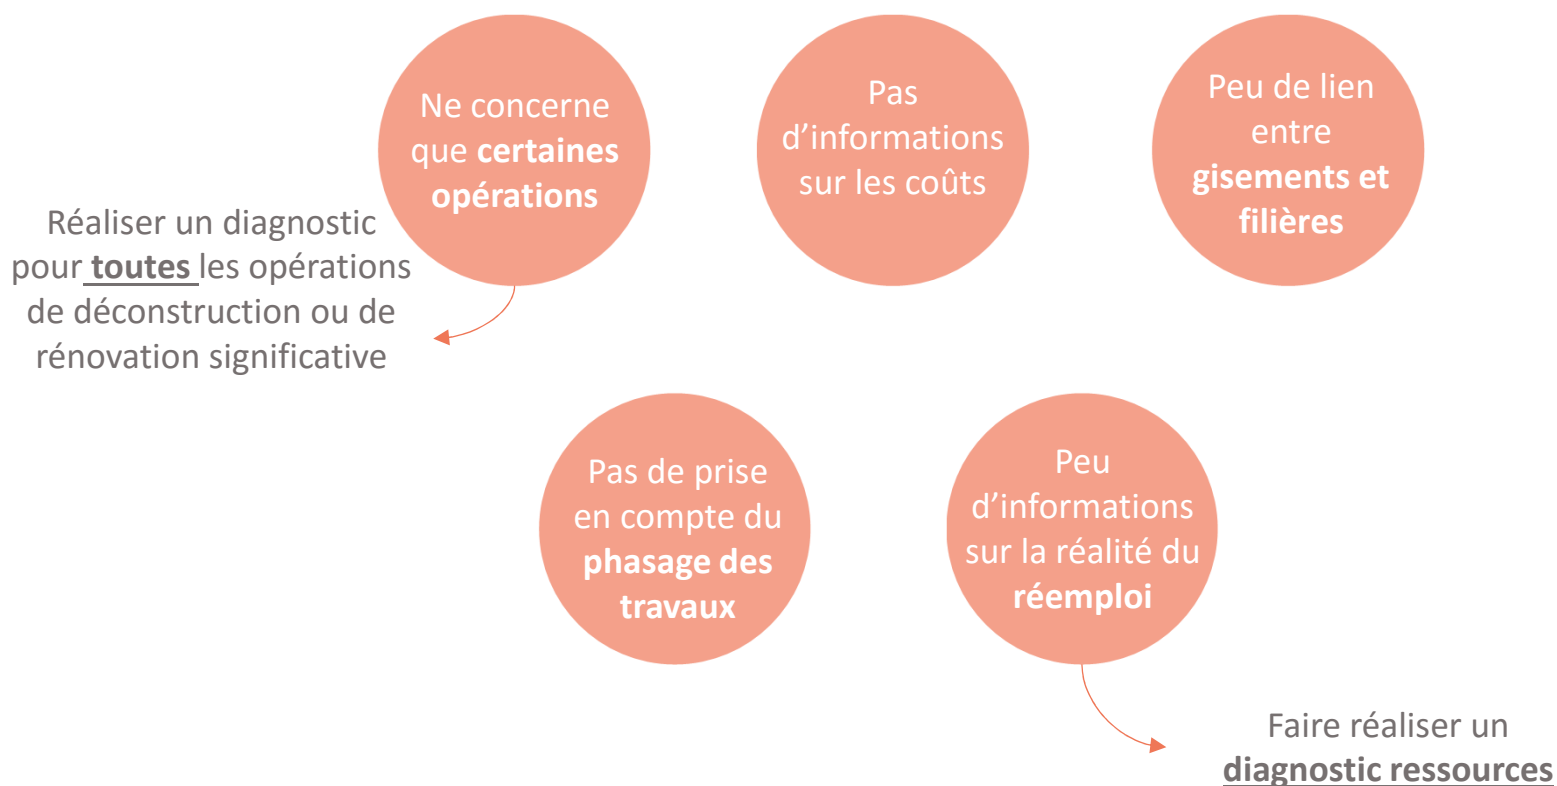 Ne concerne
que certaines
opérations
Pas
d’informations
sur les coûts
Peu de lien
entre
gisements et
filières
Réaliser un diagnostic
pour toutes les opérations
de déconstruction ou de
rénovation significative
Pas de prise
en compte du
phasage des
travaux
Peu
d’informations
sur la réalité du
réemploi
Faire réaliser un
diagnostic ressources